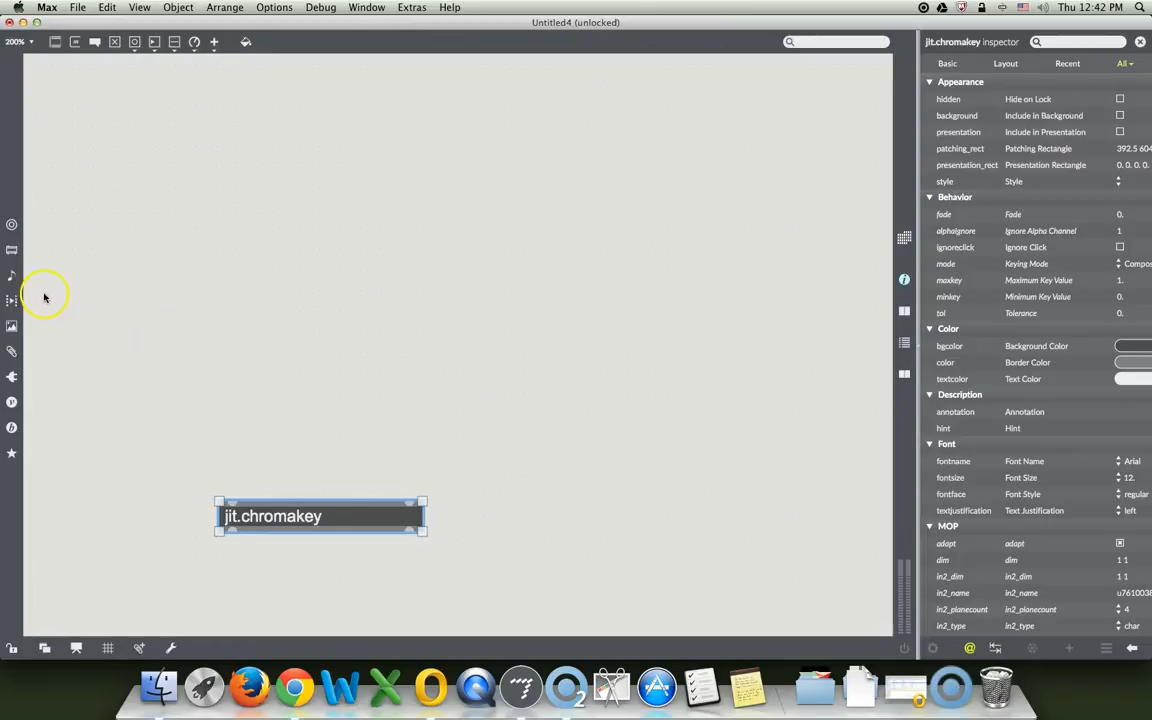 Max File Edit View Object Arrange Options Debug Window Extras Help Thu 12:42 PM
Untitled4 (unlocked)
200%
jit.chromakey inspector
Basic Layout Recent All
Appearance
hidden Hide on Lock
background Include in Background
presentation Include in Presentation
patching_rect Patching Rectangle 392.5 604
presentation_rect Presentation Rectangle 0. 0. 0. 0.
style Style
Behavior
fade Fade 0.
alphaignore Ignore Alpha Channel 1
ignoreclick Ignore Click
mode Keying Mode Compos
maxkey Maximum Key Value 1.
minkey Minimum Key Value 0.
tol Tolerance 0.
Color
bgcolor Background Color
color Border Color
textcolor Text Color
Description
annotation Annotation
hint Hint
Font
fontname Font Name Arial
fontsize Font Size 12.
fontface Font Style regular
textjustification Text Justification left
MOP
adapt adapt
dim dim 1 1
in2_dim in2_dim 1 1
in2_name in2_name u7610038
in2_planecount in2_planecount 4
in2_type in2_type char
jit.chromakey
2